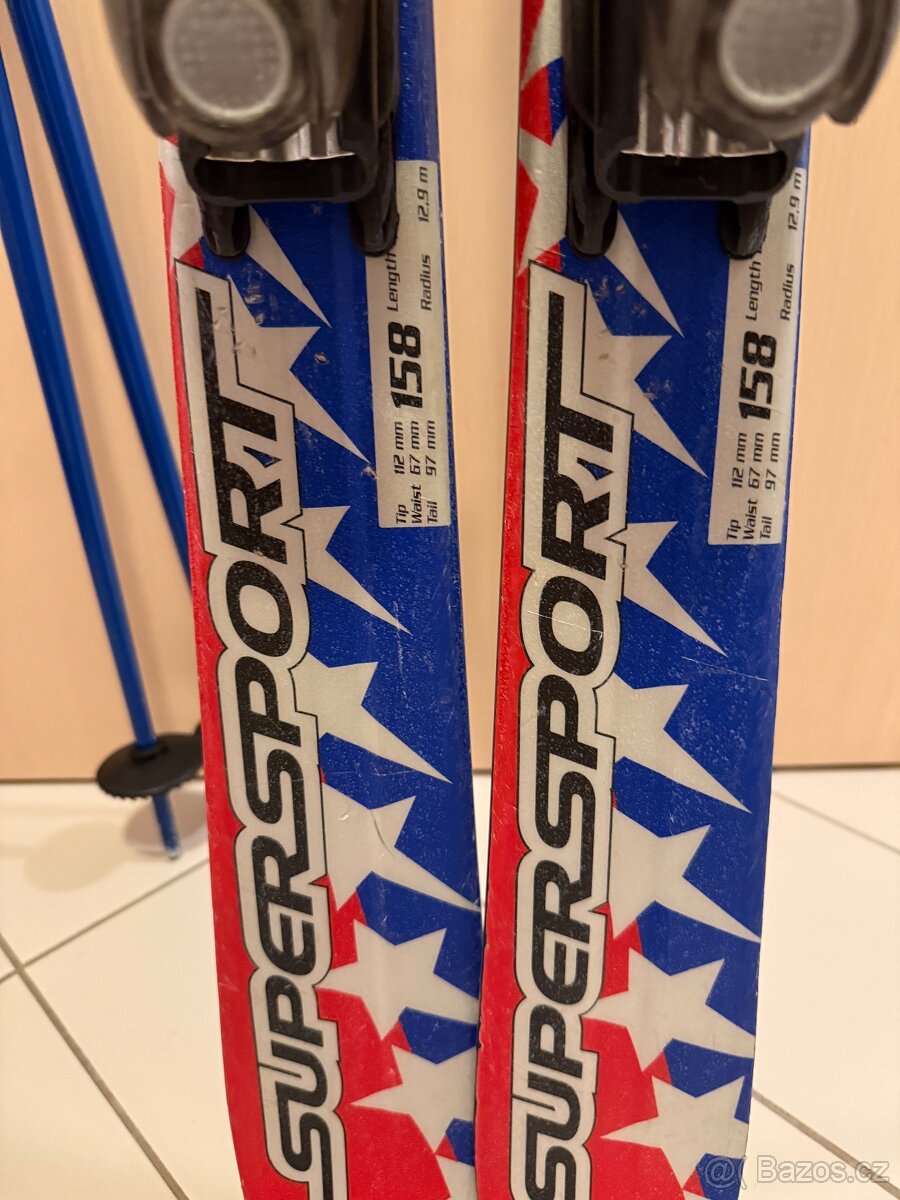 SUPERSPORT
Tip 112 mm
Waist 67 mm
Tail 97 mm
158
Length
Radius 12.9 m
SUPERSPORT
Tip 112 mm
Waist 67 mm
Tail 97 mm
158
Length
Radius 12.9 m
Bazos.cz